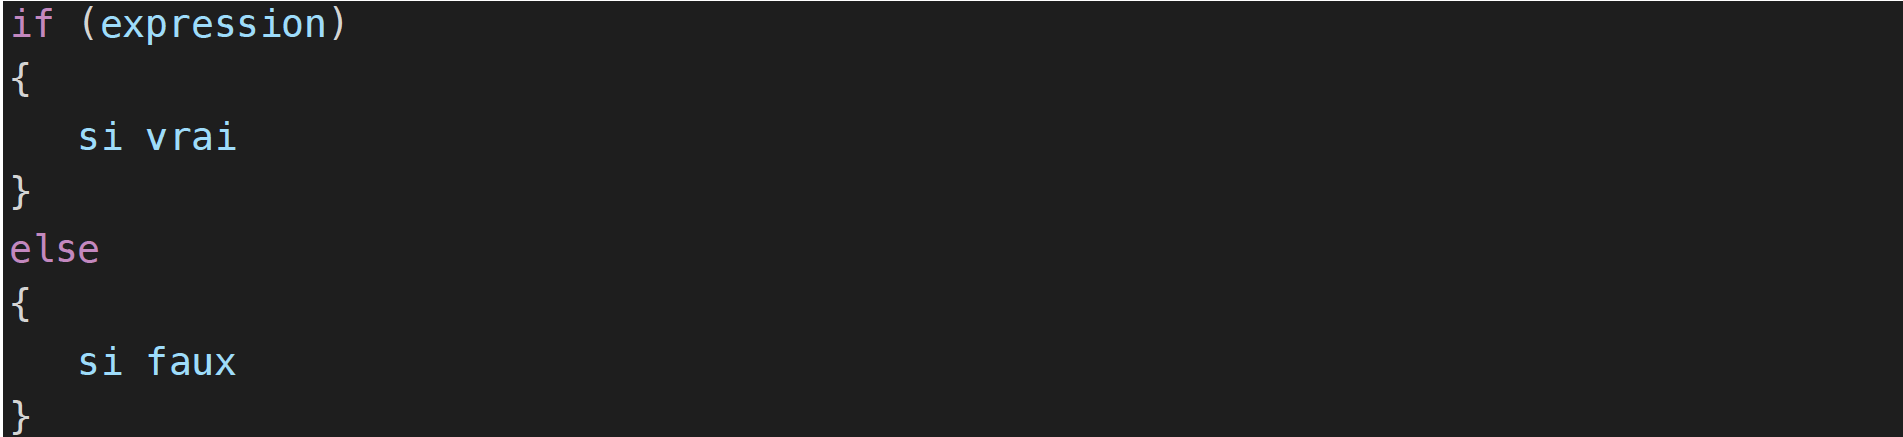 if (expression)
{
   si vrai
}
else
{
   si faux
}